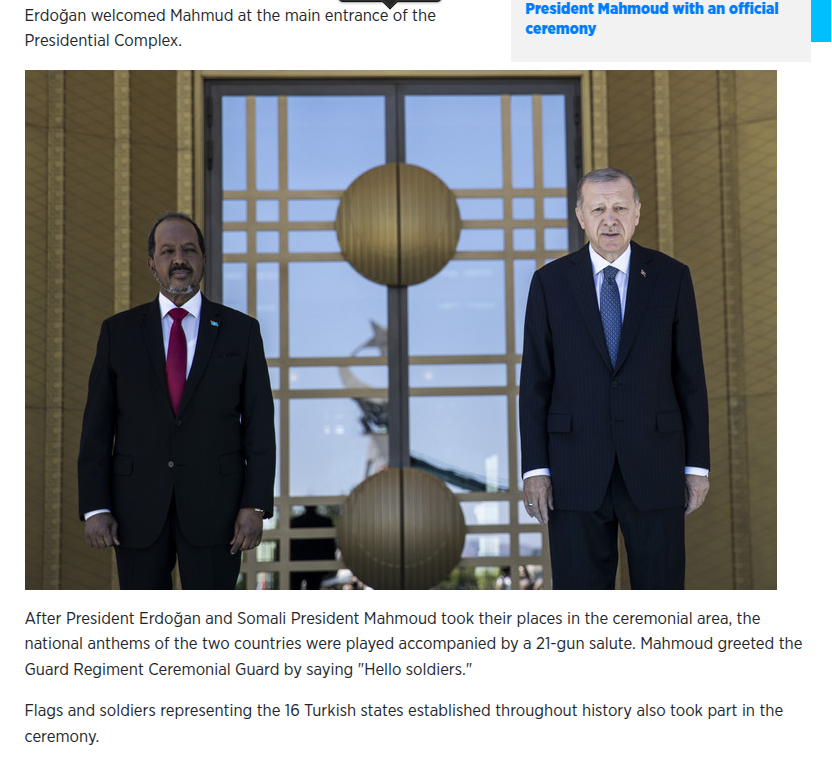 Erdoğan welcomed Mahmud at the main entrance of the
Presidential Complex.
President Mahmoud with an official
ceremony
After President Erdoğan and Somali President Mahmoud took their places in the ceremonial area, the
national anthems of the two countries were played accompanied by a 21-gun salute. Mahmoud greeted the
Guard Regiment Ceremonial Guard by saying "Hello soldiers."
Flags and soldiers representing the 16 Turkish states established throughout history also took part in the
ceremony.